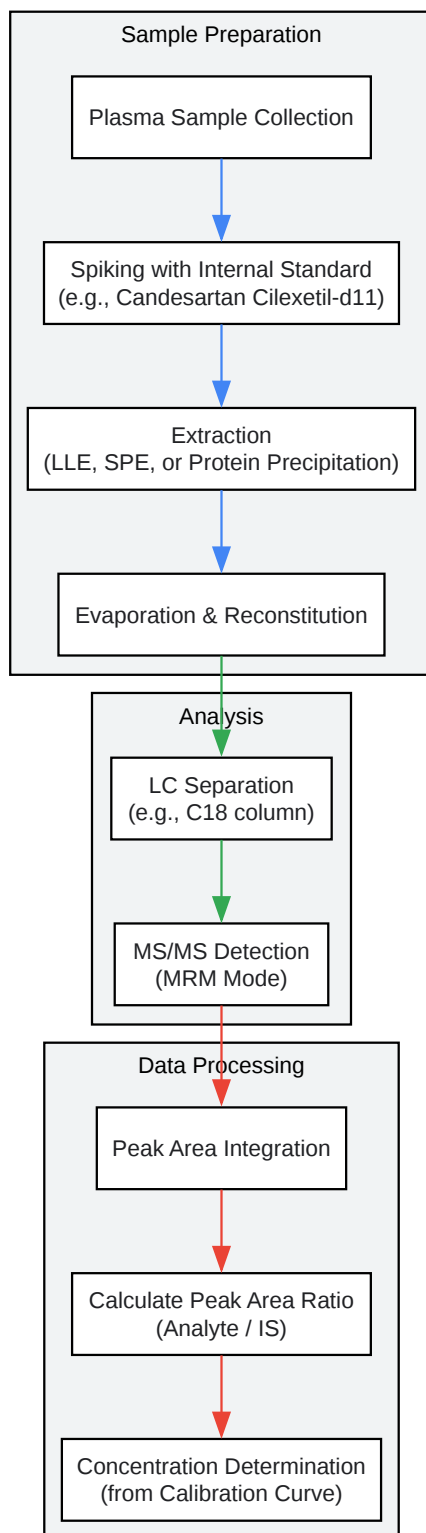 Sample Preparation
Plasma Sample Collection
Spiking with Internal Standard
(e.g., Candesartan Cilexetil-d11)
Extraction
(LLE, SPE, or Protein Precipitation)
Evaporation & Reconstitution
Analysis
LC Separation
(e.g., C18 column)
MS/MS Detection
(MRM Mode)
Data Processing
Peak Area Integration
Calculate Peak Area Ratio
(Analyte / IS)
Concentration Determination
(from Calibration Curve)